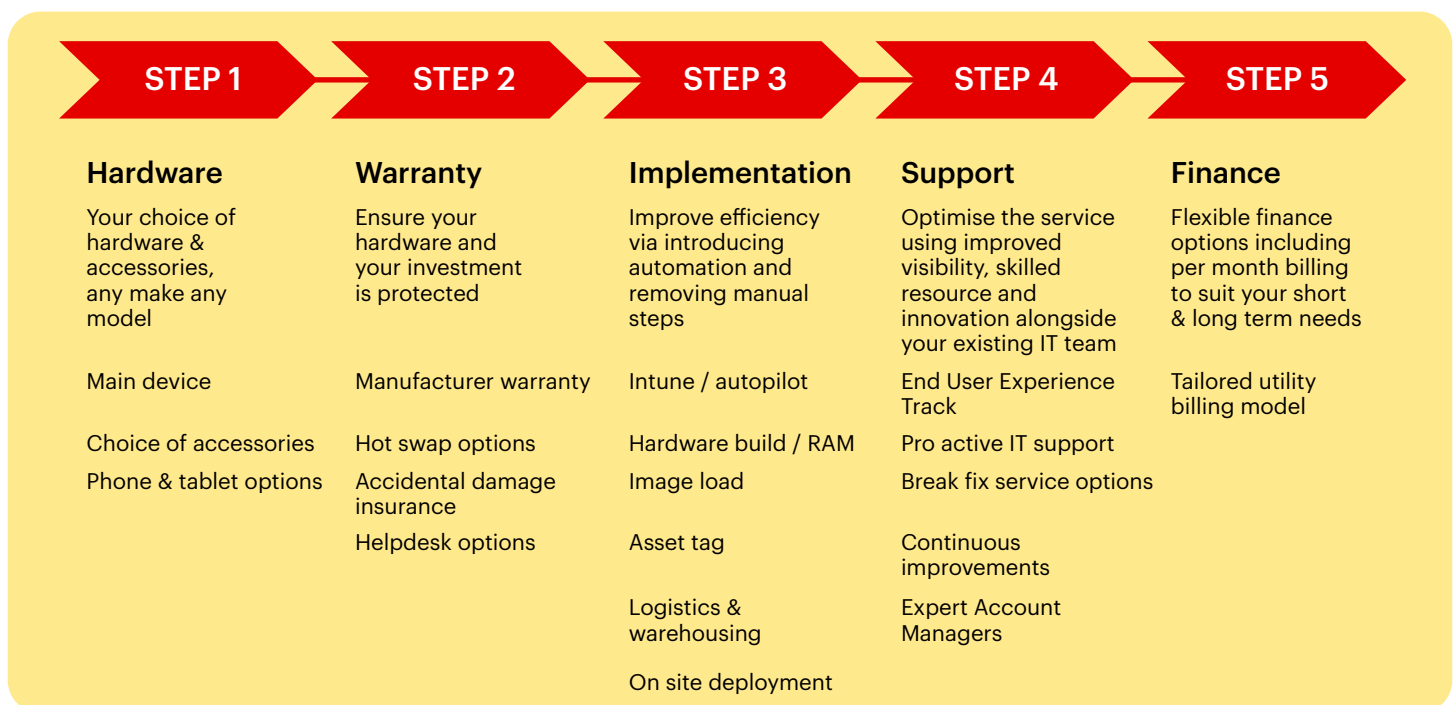 STEP 1
STEP 2
STEP 3
STEP 4
STEP 5
Hardware
Your choice of
hardware &
accessories,
any make any
model
Main device
Choice of accessories
Phone & tablet options
Warranty
Ensure your
hardware and
your investment
is protected
Manufacturer warranty
Hot swap options
Accidental damage
insurance
Helpdesk options
Implementation
Improve efficiency
via introducing
automation and
removing manual
steps
Intune / autopilot
Hardware build / RAM
Image load
Asset tag
Logistics &
warehousing
On site deployment
Support
Optimise the service
using improved
visibility, skilled
resource and
innovation alongside
your existing IT team
End User Experience
Track
Pro active IT support
Break fix service options
Continuous
improvements
Expert Account
Managers
Finance
Flexible finance
options including
per month billing
to suit your short
& long term needs
Tailored utility
billing model